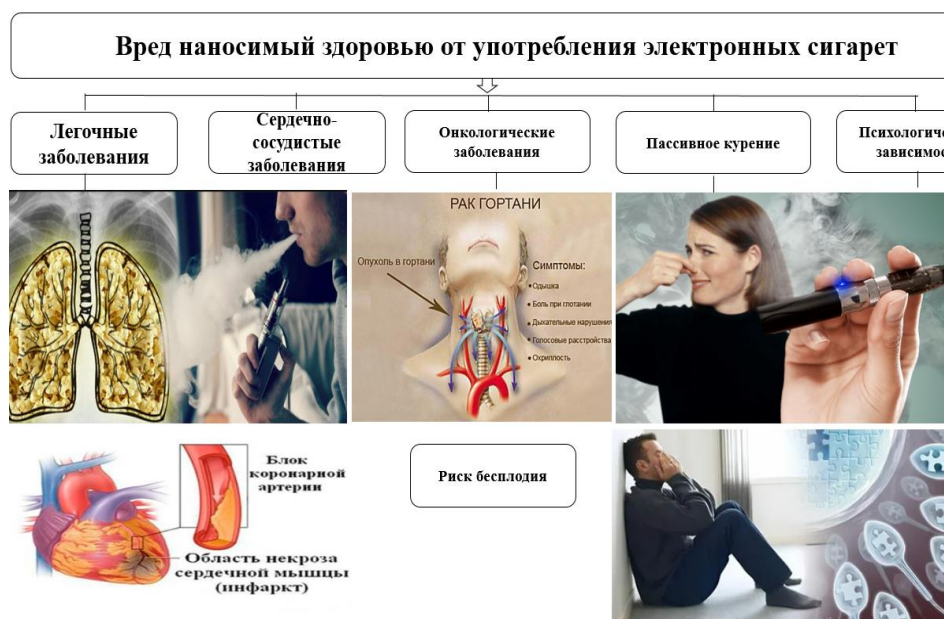 Вред наносимый здоровью от употребления электронных сигарет
Легочные
заболевания
Сердечно-
сосудистые
заболевания
Онкологические
заболевания
Пассивное курение
РАК ГОРТАНИ
Опухоль в гортани
Симптомы:
•Одышка
•Боль при глотании
•Дыхательные нарушения
•Голосовые расстройства
•Охриплость
Блок
коронарной
артерии
Область некроза
сердечной мышцы
(инфаркт)
Риск бесплодия